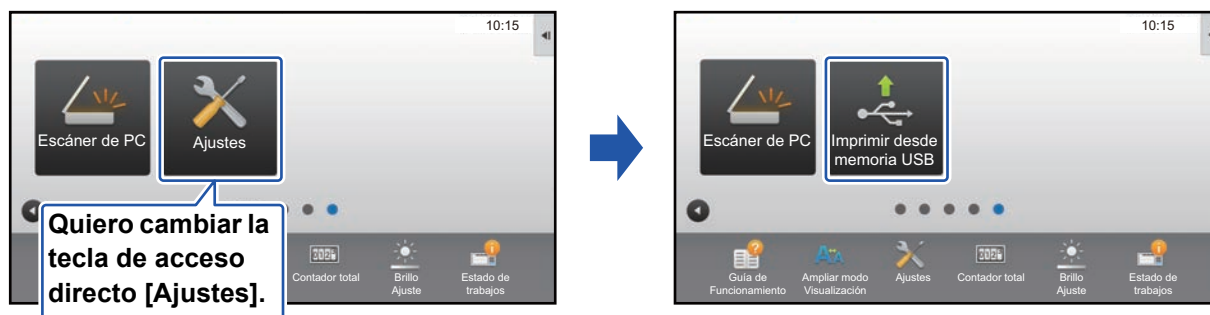 10:15
Escáner de PC
Ajustes
Quiero cambiar la
tecla de acceso
directo [Ajustes].
Contador total
Brillo
Ajuste
Estado de
trabajos
10:15
Escáner de PC
Imprimir desde
memoria USB
Guía de
Funcionamiento
Ampliar modo
Visualización
Ajustes
Contador total
Brillo
Ajuste
Estado de
trabajos